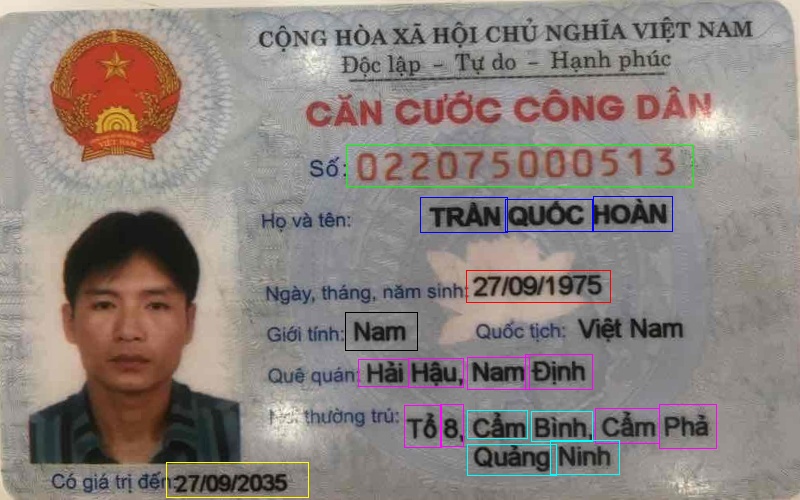 CỘNG HÒA XÃ HỘI CHỦ NGHĨA VIỆT NAM
Độc lập - Tự do - Hạnh phúc
CĂN CƯỚC CÔNG DÂN
Số: 022075000513
Họ và tên: TRẦN QUỐC HOÀN
Ngày, tháng, năm sinh: 27/09/1975
Giới tính: Nam Quốc tịch: Việt Nam
Quê quán: Hải Hậu, Nam Định
Nơi thường trú: Tổ 8, Cẩm Bình, Cẩm Phả
Quảng Ninh
Có giá trị đến: 27/09/2035
VIỆT NAM